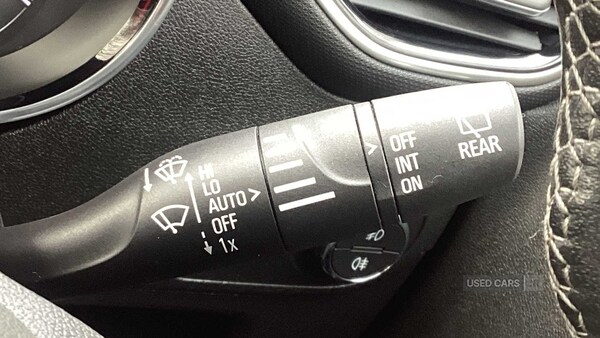 HI
LO
AUTO >
OFF
1x
> OFF
INT
ON
REAR
USED CARS